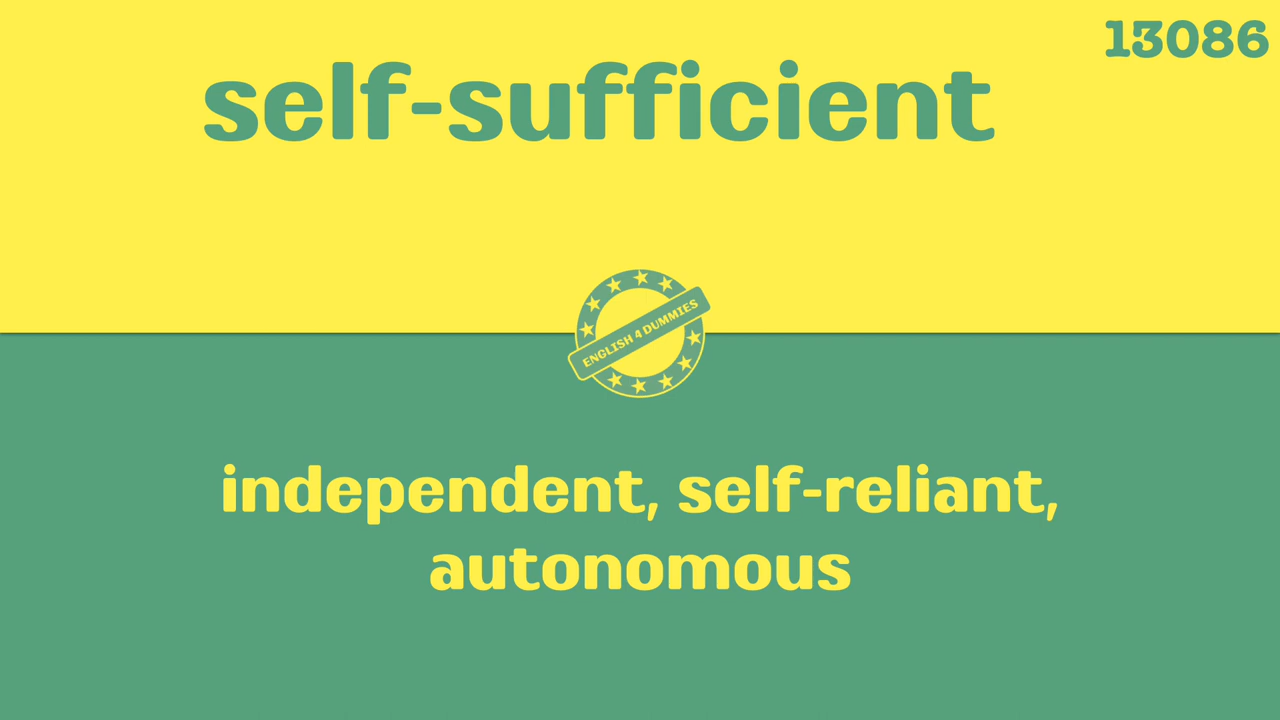 13086
self-sufficient
ENGLISH 4 DUMMIES
independent, self-reliant,
autonomous